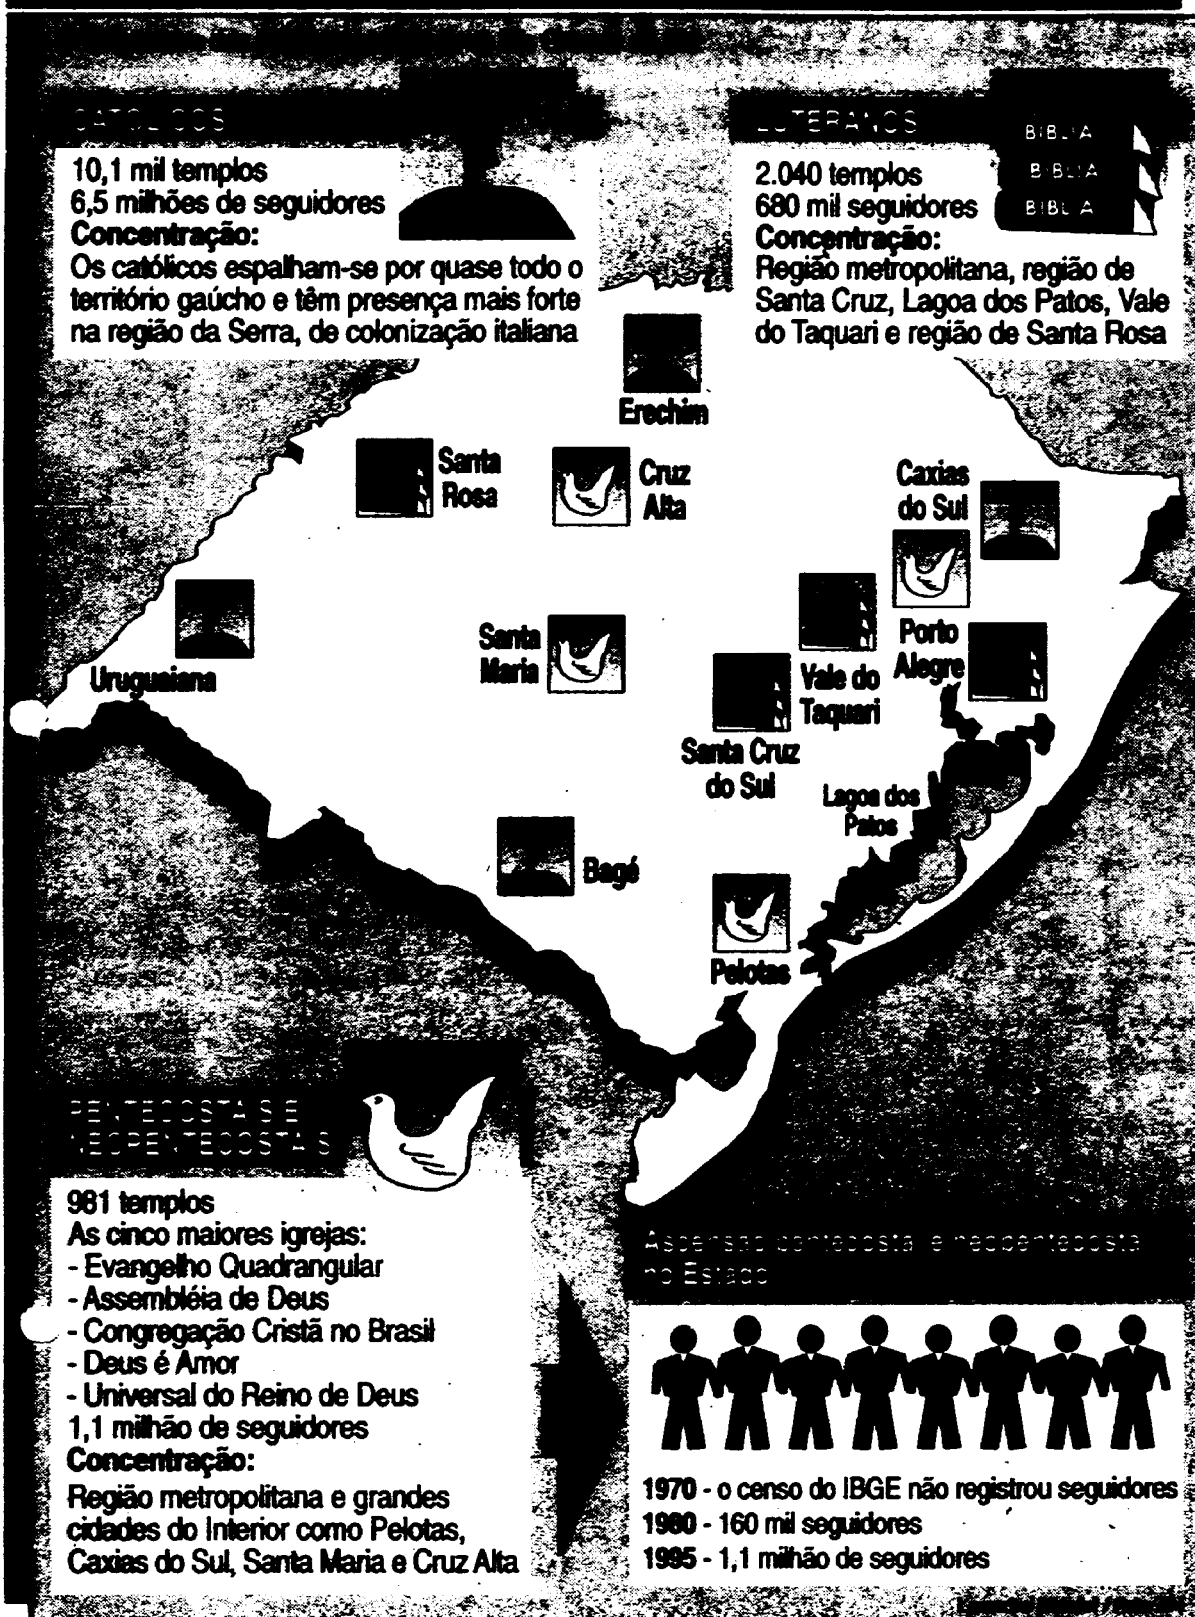 CATÓLICOS
10,1 mil templos
6,5 milhões de seguidores
Concentração:
Os católicos espalham-se por quase todo o
território gaúcho e têm presença mais forte
na região da Serra, de colonização italiana
LUTERANOS
BIBLIA
BIBLIA
BIBLIA
2.040 templos
680 mil seguidores
Concentração:
Região metropolitana, região de
Santa Cruz, Lagoa dos Patos, Vale
do Taquari e região de Santa Rosa
Erechim
Santa
Rosa
Cruz
Alta
Caxias
do Sul
Uruguaiana
Santa
Maria
Porto
Alegre
Vale do
Taquari
Santa Cruz
do Sul
Lagoa dos
Patos
Bagé
Pelotas
PENTECOSTAIS E
NEOPENTECOSTAIS
981 templos
As cinco maiores igrejas:
- Evangelho Quadrangular
- Assembléia de Deus
- Congregação Cristã no Brasil
- Deus é Amor
- Universal do Reino de Deus
1,1 milhão de seguidores
Concentração:
Região metropolitana e grandes
cidades do Interior como Pelotas,
Caxias do Sul, Santa Maria e Cruz Alta
Ascensão pentecostal e neopentecostal
no Estado
1970 - o censo do IBGE não registrou seguidores
1980 - 160 mil seguidores
1995 - 1,1 milhão de seguidores